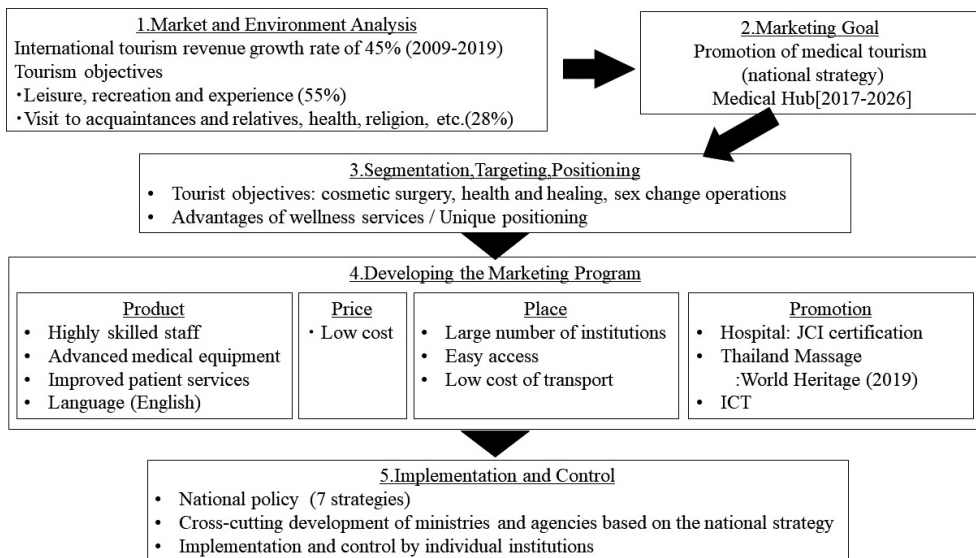 1.Market and Environment Analysis
International tourism revenue growth rate of 45% (2009-2019)
Tourism objectives
・Leisure, recreation and experience (55%)
・Visit to acquaintances and relatives, health, religion, etc.(28%)
2.Marketing Goal
Promotion of medical tourism
(national strategy)
Medical Hub[2017-2026]
3.Segmentation,Targeting,Positioning
• Tourist objectives: cosmetic surgery, health and healing, sex change operations
• Advantages of wellness services / Unique positioning
4.Developing the Marketing Program
Product
• Highly skilled staff
• Advanced medical equipment
• Improved patient services
• Language (English)
Price
・Low cost
Place
• Large number of institutions
• Easy access
• Low cost of transport
Promotion
• Hospital: JCI certification
• Thailand Massage
:World Heritage (2019)
• ICT
5.Implementation and Control
• National policy (7 strategies)
• Cross-cutting development of ministries and agencies based on the national strategy
• Implementation and control by individual institutions